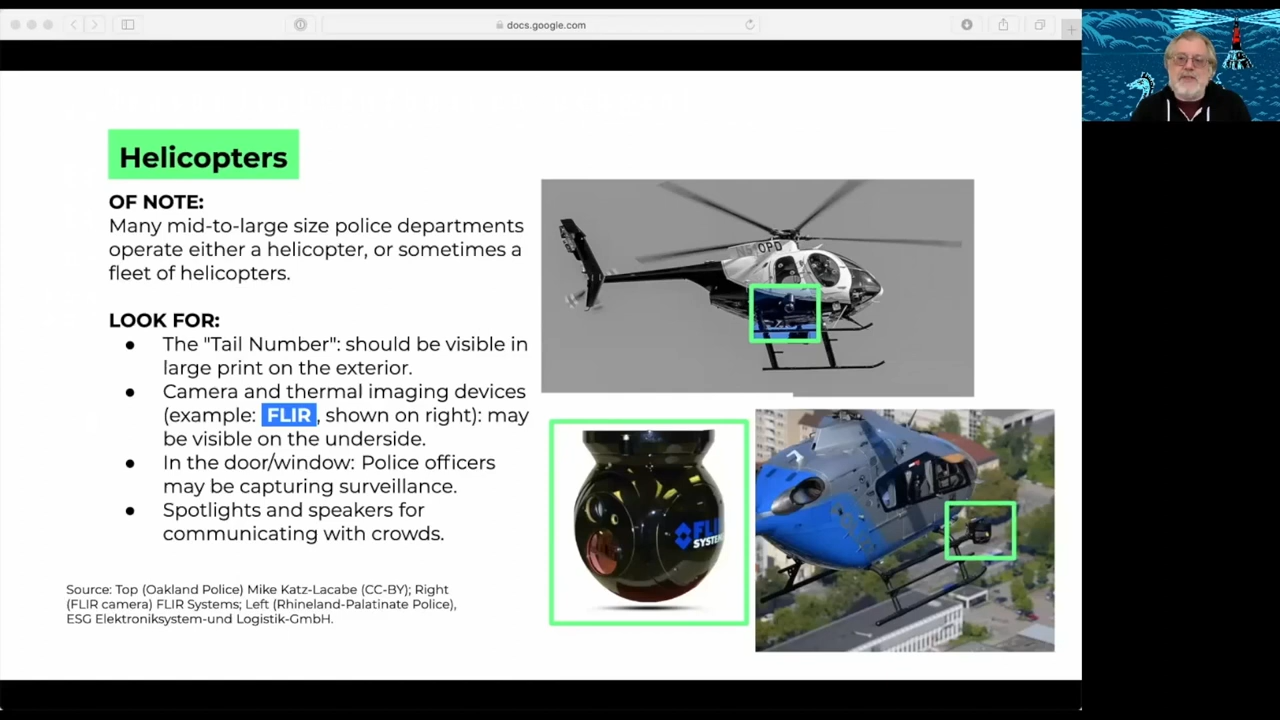 docs.google.com
Helicopters
OF NOTE:
Many mid-to-large size police departments
operate either a helicopter, or sometimes a
fleet of helicopters.
LOOK FOR:
● The "Tail Number": should be visible in
large print on the exterior.
● Camera and thermal imaging devices
(example: FLIR, shown on right): may
be visible on the underside.
● In the door/window: Police officers
may be capturing surveillance.
● Spotlights and speakers for
communicating with crowds.
Source: Top (Oakland Police) Mike Katz-Lacabe (CC-BY); Right
(FLIR camera) FLIR Systems; Left (Rhineland-Palatinate Police),
ESG Elektroniksystem-und Logistik-GmbH.
OPD